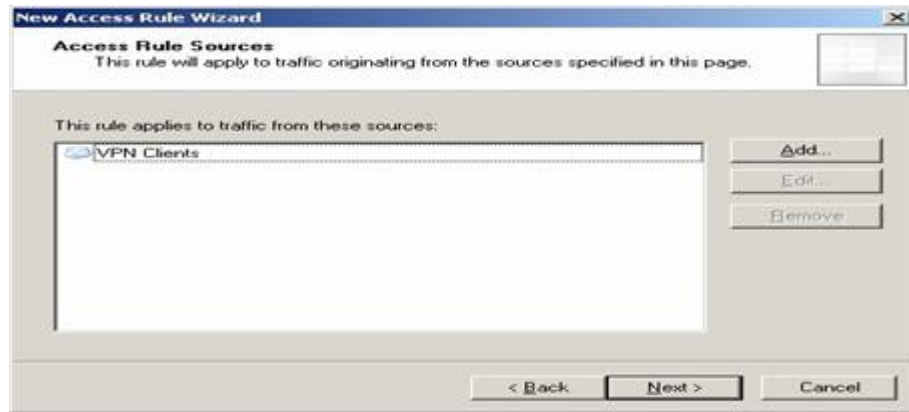 New Access Rule Wizard
Access Rule Sources
This rule will apply to traffic originating from the sources specified in this page.
This rule applies to traffic from these sources:
VPN Clients
Add...
Edit...
Remove
< Back
Next >
Cancel